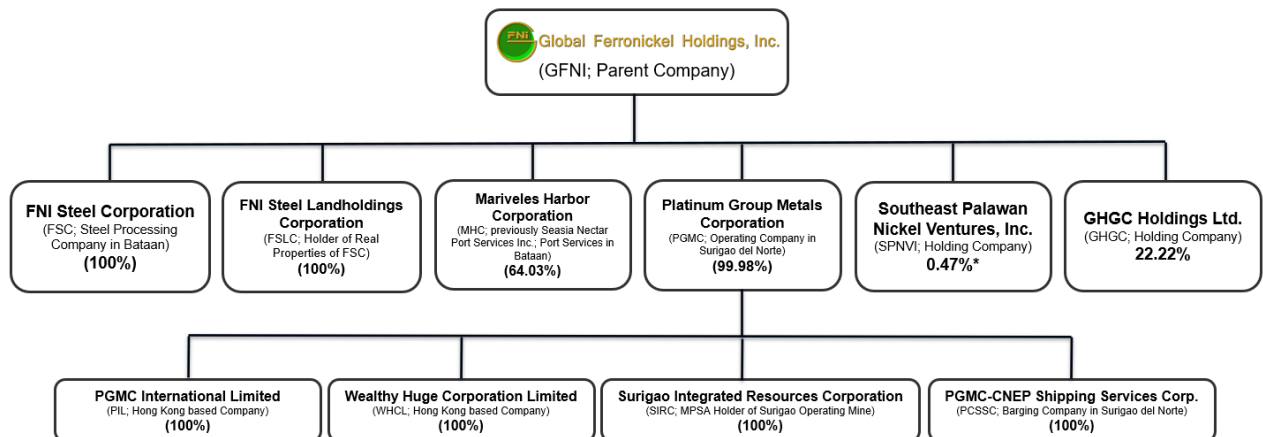 FNi Global Ferronickel Holdings, Inc.
(GFNI; Parent Company)
FNI Steel Corporation
(FSC; Steel Processing
Company in Bataan)
(100%)
FNI Steel Landholdings
Corporation
(FSLC; Holder of Real
Properties of FSC)
(100%)
Mariveles Harbor
Corporation
(MHC; previously Seasia Nectar
Port Services Inc.; Port Services in
Bataan)
(64.03%)
Platinum Group Metals
Corporation
(PGMC; Operating Company in
Surigao del Norte)
(99.98%)
Southeast Palawan
Nickel Ventures, Inc.
(SPNVI; Holding Company)
0.47%*
GHGC Holdings Ltd.
(GHGC; Holding Company)
22.22%
PGMC International Limited
(PIL; Hong Kong based Company)
(100%)
Wealthy Huge Corporation Limited
(WHCL; Hong Kong based Company)
(100%)
Surigao Integrated Resources Corporation
(SIRC; MPSA Holder of Surigao Operating Mine)
(100%)
PGMC-CNEP Shipping Services Corp.
(PCSSC; Barging Company in Surigao del Norte)
(100%)